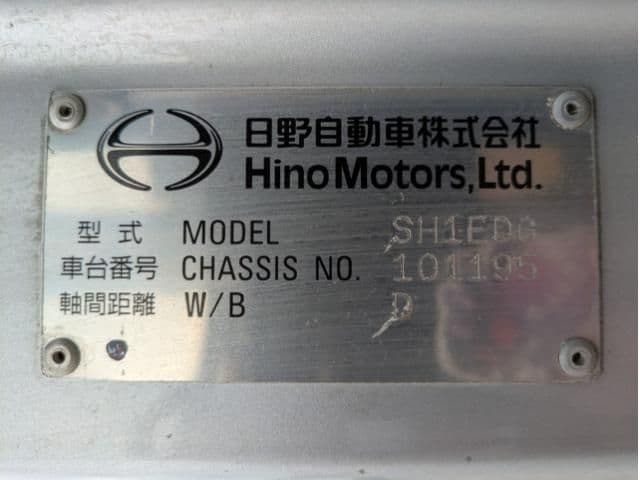 日野自動車株式会社
Hino Motors, Ltd.
型式 MODEL SH1EDG
車台番号 CHASSIS NO. 101195
軸間距離 W/B D